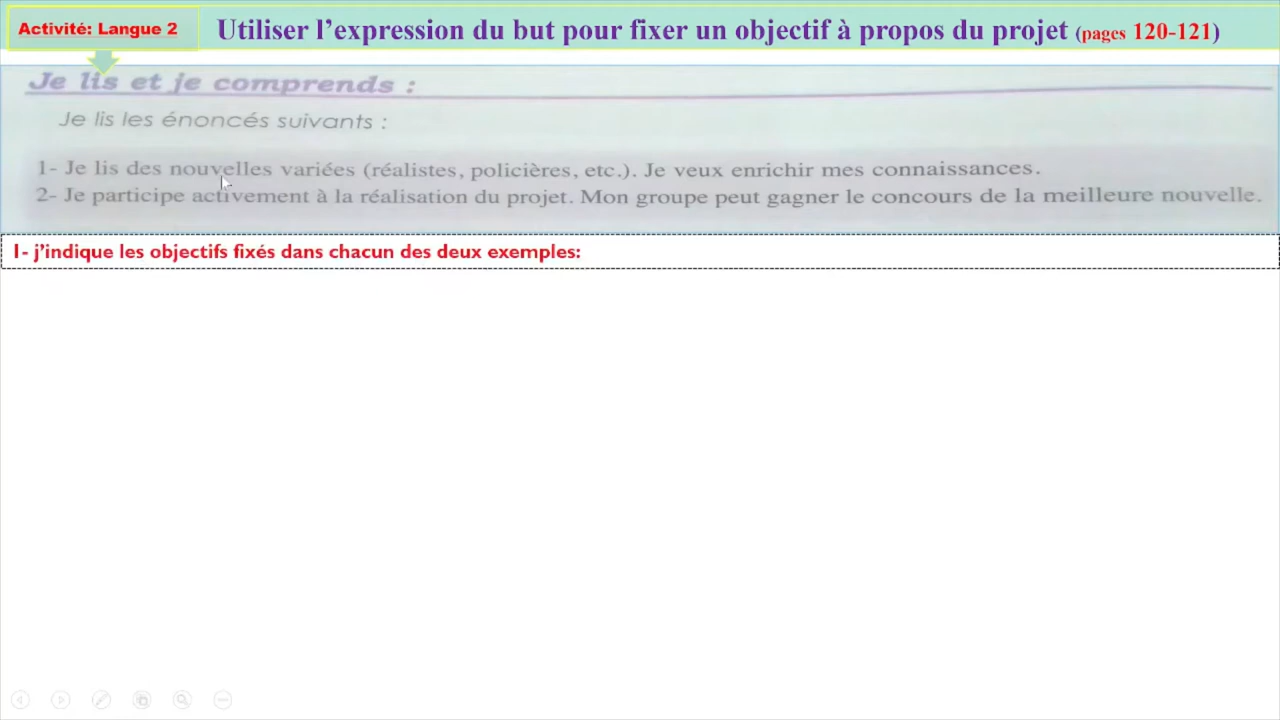 Activité: Langue 2
Utiliser l'expression du but pour fixer un objectif à propos du projet (pages 120-121)
Je lis et je comprends :
Je lis les énoncés suivants :
1- Je lis des nouvelles variées (réalistes, policières, etc.). Je veux enrichir mes connaissances.
2- Je participe activement à la réalisation du projet. Mon groupe peut gagner le concours de la meilleure nouvelle.
1- j'indique les objectifs fixés dans chacun des deux exemples: